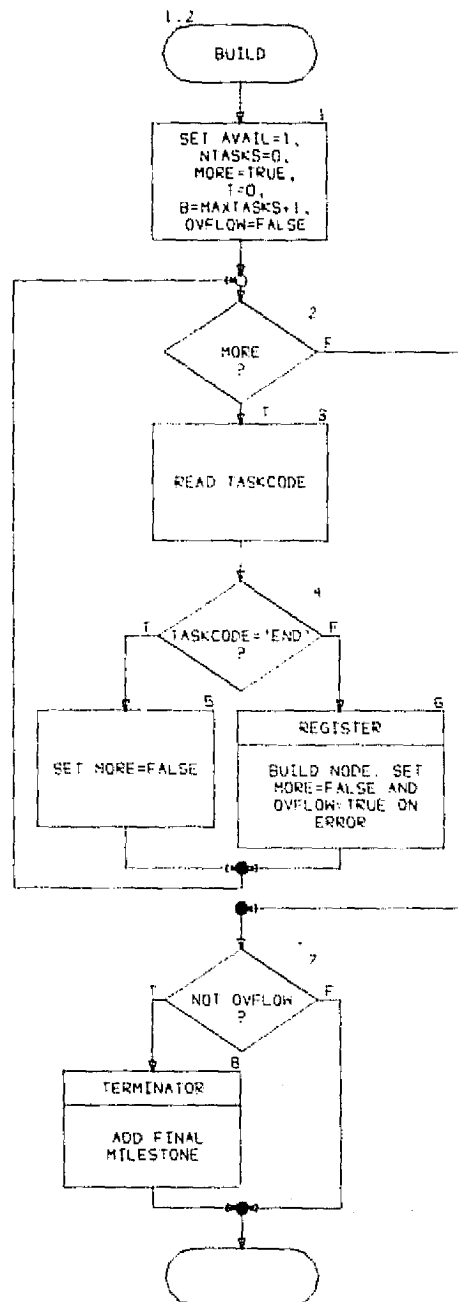 1.2
BUILD
1
SET AVAIL=1,
NTASKS=0,
MORE=TRUE,
T=0,
B=MAXTASKS+1,
OVFLOW=FALSE
2
MORE
?
F
T
3
READ TASKCODE
4
T
TASKCODE='END'
?
F
5
SET MORE=FALSE
6
REGISTER
BUILD NODE. SET
MORE=FALSE AND
OVFLOW=TRUE ON
ERROR
7
T
NOT OVFLOW
?
F
8
TERMINATOR
ADD FINAL
MILESTONE